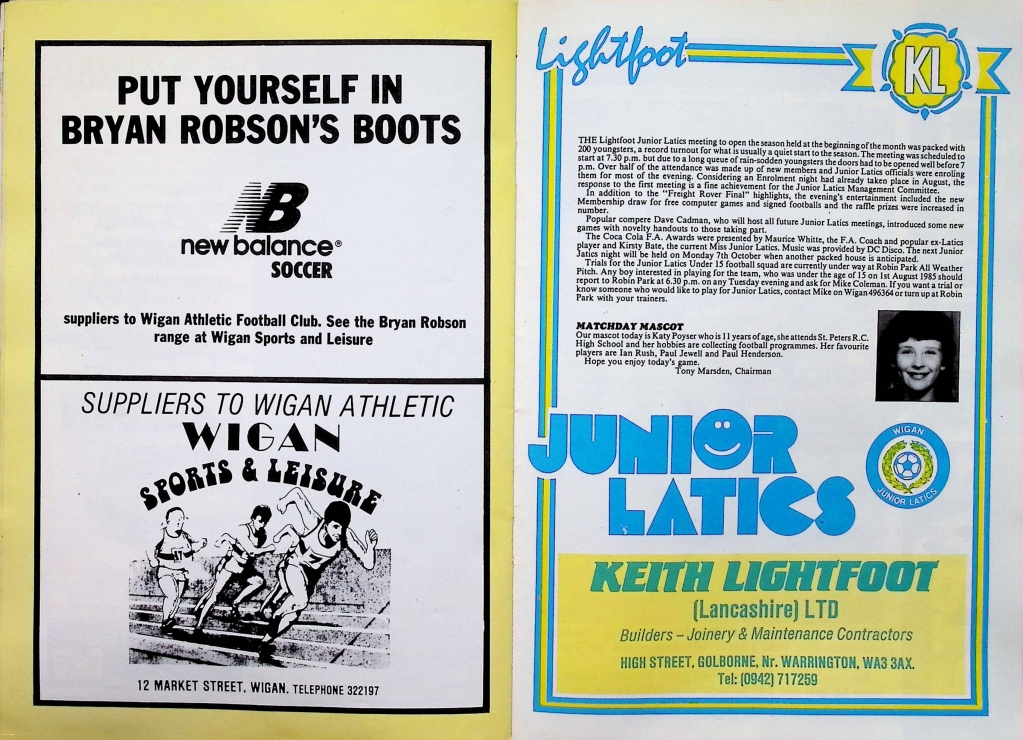 PUT YOURSELF IN
BRYAN ROBSON'S BOOTS
NB
new balance®
SOCCER
suppliers to Wigan Athletic Football Club. See the Bryan Robson
range at Wigan Sports and Leisure
SUPPLIERS TO WIGAN ATHLETIC
WIGAN
SPORTS & LEISURE
12 MARKET STREET, WIGAN. TELEPHONE 322197
Lightfoot
KL
THE Lightfoot Junior Latics meeting to open the season held at the beginning of the month was packed with
200 youngsters, a record turnout for what is usually a quiet start to the season. The meeting was scheduled to
start at 7.30 p.m. but due to a long queue of rain-sodden youngsters the doors had to be opened well before 7
p.m. Over half of the attendance was made up of new members and Junior Latics officials were enroling
them for most of the evening. Considering an Enrolment night had already taken place in August, the
response to the first meeting is a fine achievement for the Junior Latics Management Committee.
In addition to the "Freight Rover Final" highlights, the evening's entertainment included the new
Membership draw for free computer games and signed footballs and the raffle prizes were increased in
number.
Popular compere Dave Cadman, who will host all future Junior Latics meetings, introduced some new
games with novelty handouts to those taking part.
The Coca Cola F.A. Awards were presented by Maurice Whitte, the F.A. Coach and popular ex-Latics
player and Kirsty Bate, the current Miss Junior Latics. Music was provided by DC Disco. The next Junior
Jatics night will be held on Monday 7th October when another packed house is anticipated.
Trials for the Junior Latics Under 15 football squad are currently under way at Robin Park All Weather
Pitch. Any boy interested in playing for the team, who was under the age of 15 on 1st August 1985 should
report to Robin Park at 6.30 p.m. on any Tuesday evening and ask for Mike Coleman. If you want a trial or
know someone who would like to play for Junior Latics, contact Mike on Wigan 496364 or turn up at Robin
Park with your trainers.
MATCHDAY MASCOT
Our mascot today is Katy Poyser who is 11 years of age, she attends St. Peters R.C.
High School and her hobbies are collecting football programmes. Her favourite
players are Ian Rush, Paul Jewell and Paul Henderson.
Hope you enjoy today's game.
Tony Marsden, Chairman
JUNIOR
LATICS
WIGAN
JUNIOR LATICS
KEITH LIGHTFOOT
(Lancashire) LTD
Builders – Joinery & Maintenance Contractors
HIGH STREET, GOLBORNE, Nr. WARRINGTON, WA3 3AX.
Tel: (0942) 717259